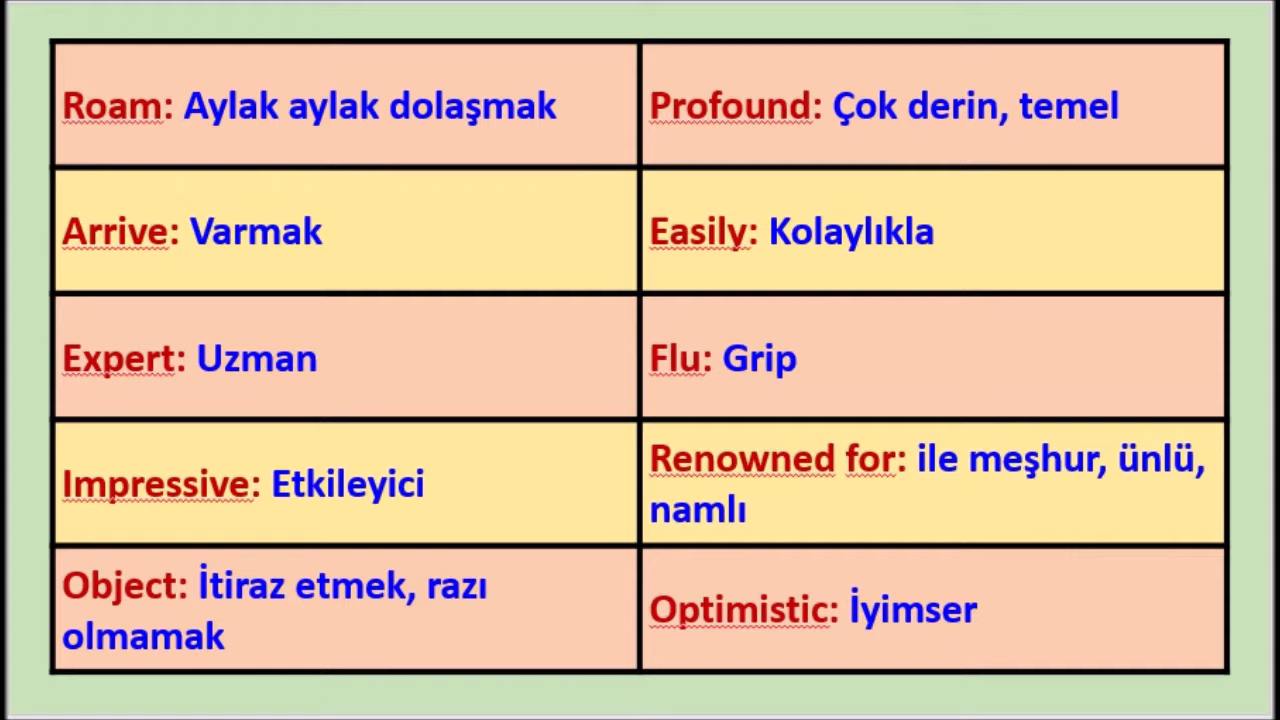 Roam: Aylak aylak dolaşmak
Profound: Çok derin, temel
Arrive: Varmak
Easily: Kolaylıkla
Expert: Uzman
Flu: Grip
Impressive: Etkileyici
Renowned for: ile meşhur, ünlü,
namlı
Object: İtiraz etmek, razı
olmamak
Optimistic: İyimser